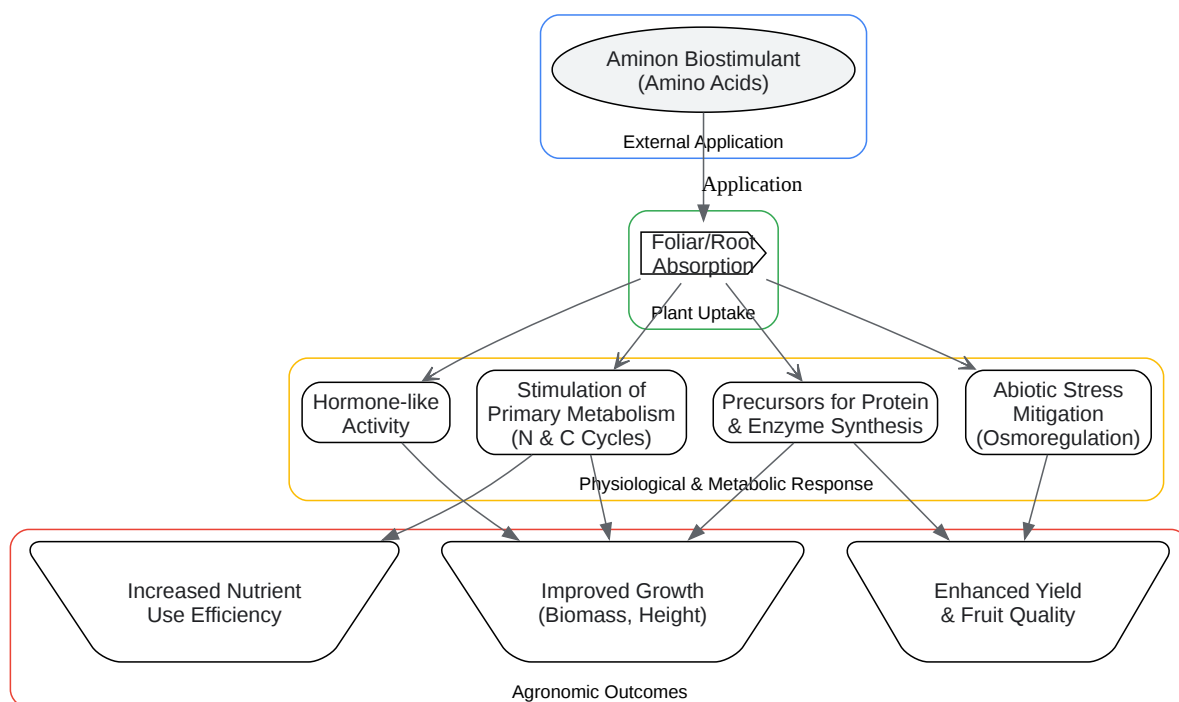 Aminon Biostimulant
(Amino Acids)
External Application
Application
Foliar/Root
Absorption
Plant Uptake
Hormone-like
Activity
Stimulation of
Primary Metabolism
(N & C Cycles)
Precursors for Protein
& Enzyme Synthesis
Abiotic Stress
Mitigation
(Osmoregulation)
Physiological & Metabolic Response
Increased Nutrient
Use Efficiency
Improved Growth
(Biomass, Height)
Enhanced Yield
& Fruit Quality
Agronomic Outcomes